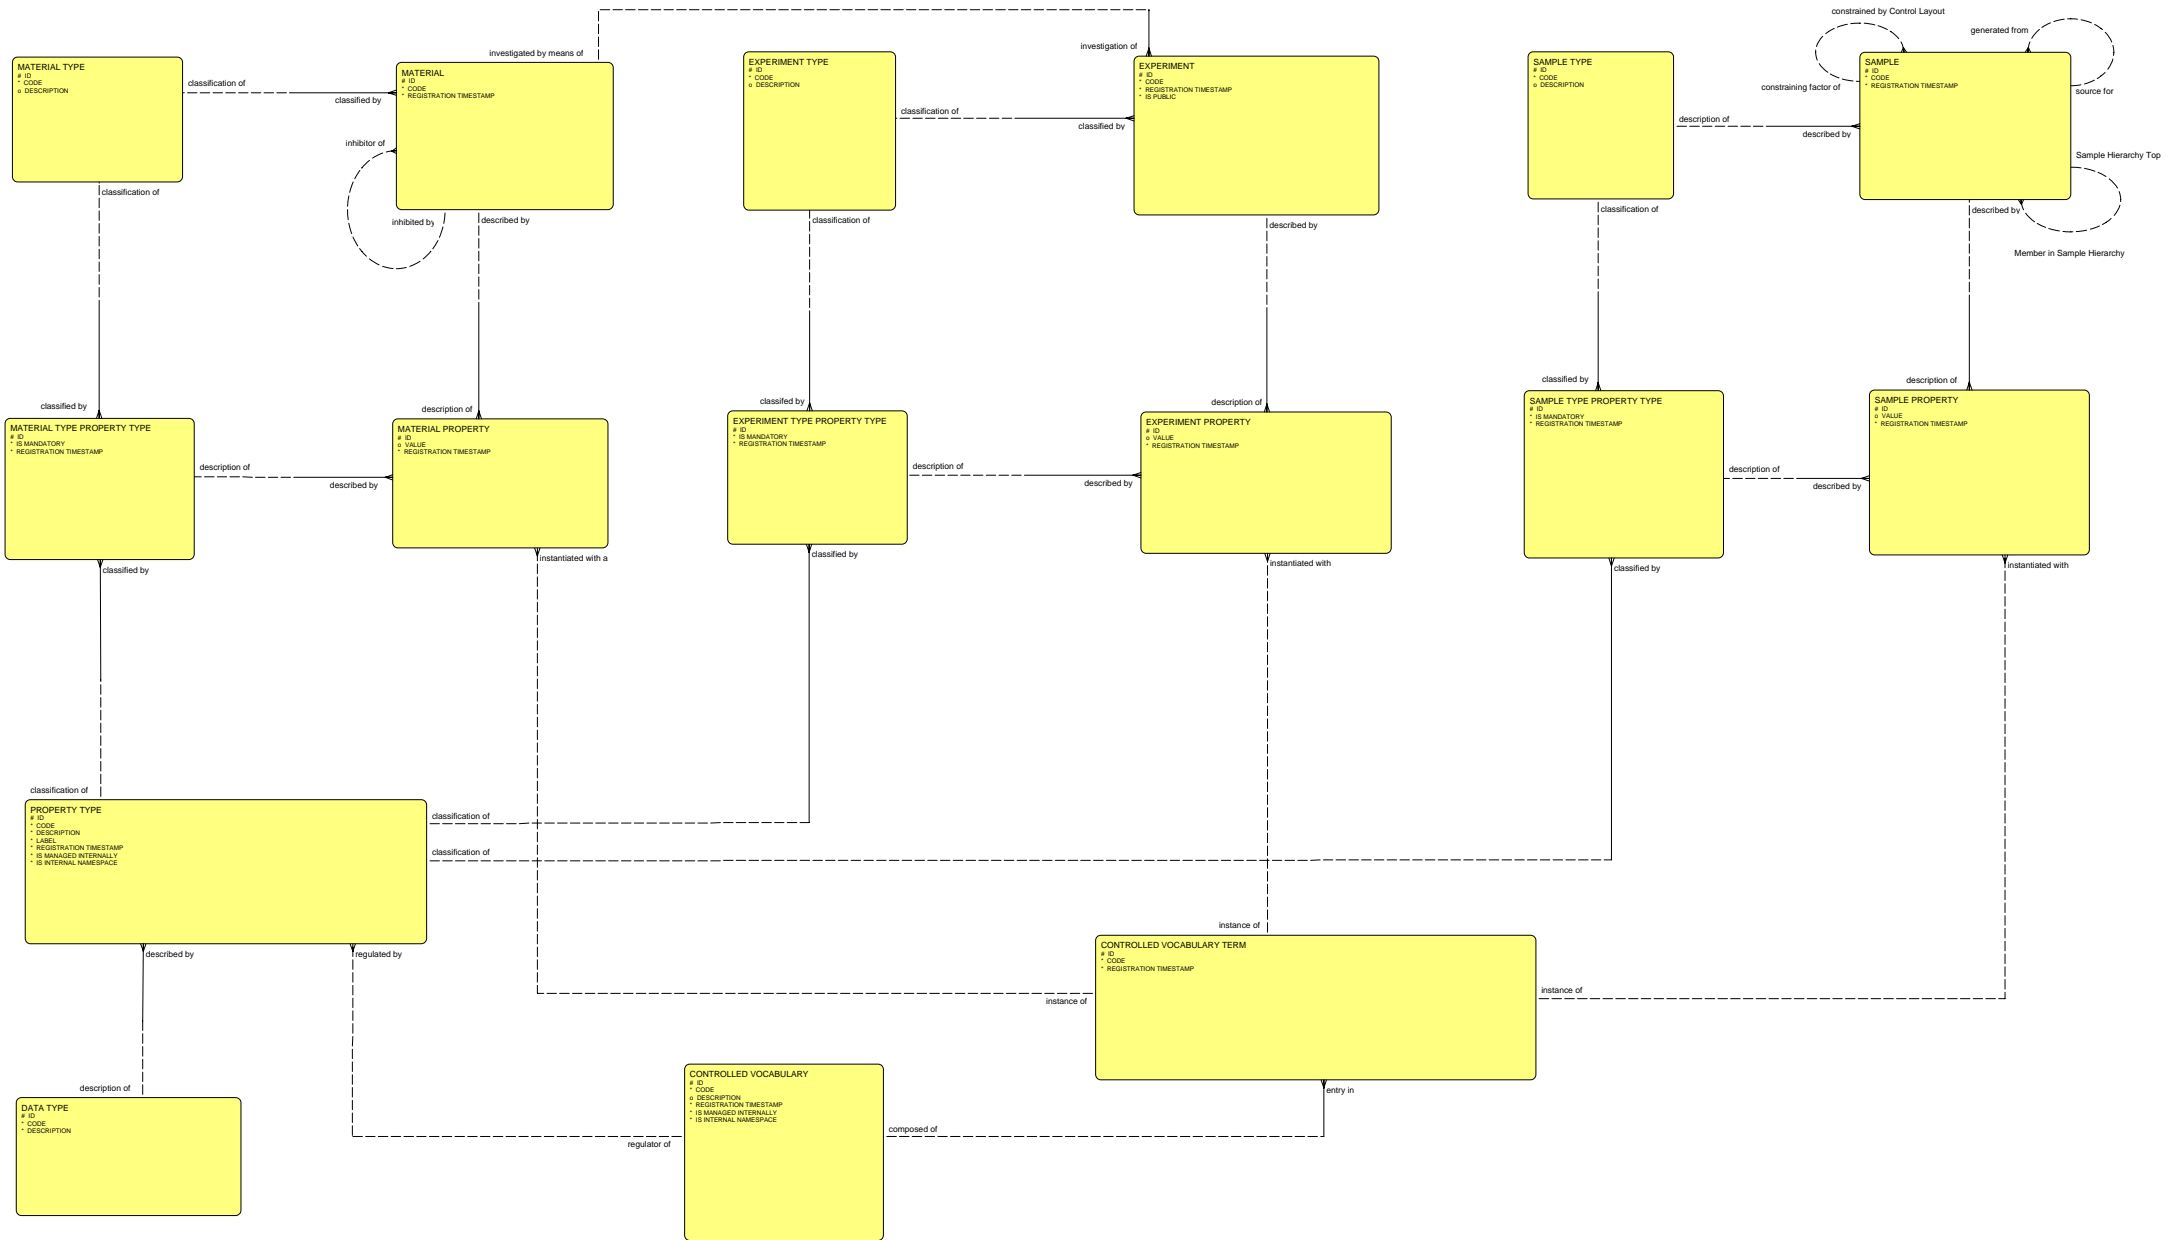 constrained by Control Layout
generated from
investigated by means of
investigation of
MATERIAL TYPE
# ID
* CODE
o DESCRIPTION
classification of
classified by
MATERIAL
# ID
* CODE
* REGISTRATION TIMESTAMP
EXPERIMENT TYPE
# ID
* CODE
o DESCRIPTION
classification of
classified by
EXPERIMENT
# ID
* CODE
* REGISTRATION TIMESTAMP
* IS PUBLIC
SAMPLE TYPE
# ID
* CODE
o DESCRIPTION
constraining factor of
description of
described by
SAMPLE
# ID
* CODE
* REGISTRATION TIMESTAMP
source for
Sample Hierarchy Top
inhibitor of
inhibited by
classification of
described by
classification of
described by
classification of
described by
Member in Sample Hierarchy
classified by
description of
classifed by
description of
classified by
description of
MATERIAL TYPE PROPERTY TYPE
# ID
* IS MANDATORY
* REGISTRATION TIMESTAMP
description of
described by
MATERIAL PROPERTY
# ID
o VALUE
* REGISTRATION TIMESTAMP
EXPERIMENT TYPE PROPERTY TYPE
# ID
* IS MANDATORY
* REGISTRATION TIMESTAMP
description of
described by
EXPERIMENT PROPERTY
# ID
o VALUE
* REGISTRATION TIMESTAMP
SAMPLE TYPE PROPERTY TYPE
# ID
* IS MANDATORY
* REGISTRATION TIMESTAMP
description of
described by
SAMPLE PROPERTY
# ID
o VALUE
* REGISTRATION TIMESTAMP
classified by
instantiated with a
classified by
instantiated with
classified by
instantiated with
classification of
PROPERTY TYPE
# ID
* CODE
* DESCRIPTION
* LABEL
* REGISTRATION TIMESTAMP
* IS MANAGED INTERNALLY
* IS INTERNAL NAMESPACE
classification of
classification of
described by
regulated by
instance of
instance of
CONTROLLED VOCABULARY TERM
# ID
* CODE
* REGISTRATION TIMESTAMP
instance of
entry in
description of
DATA TYPE
# ID
* CODE
* DESCRIPTION
regulator of
CONTROLLED VOCABULARY
# ID
* CODE
o DESCRIPTION
* REGISTRATION TIMESTAMP
* IS MANAGED INTERNALLY
* IS INTERNAL NAMESPACE
composed of